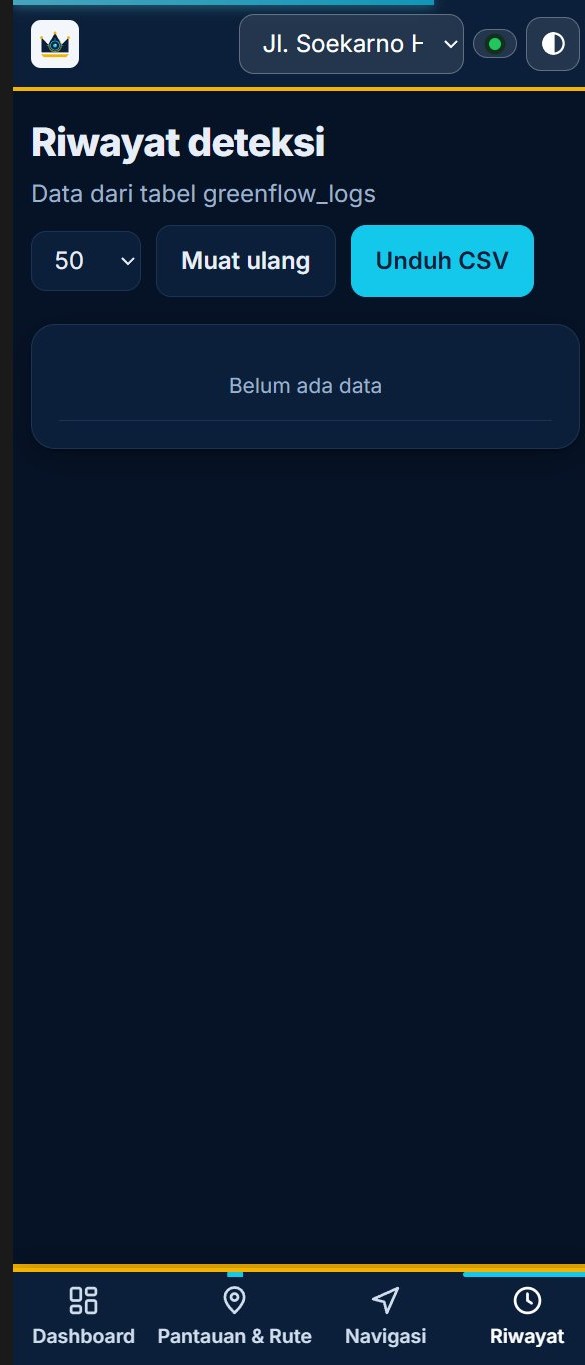 Jl. Soekarno H
Riwayat deteksi
Data dari tabel greenflow_logs
50
Muat ulang
Unduh CSV
Belum ada data
Dashboard
Pantauan & Rute
Navigasi
Riwayat